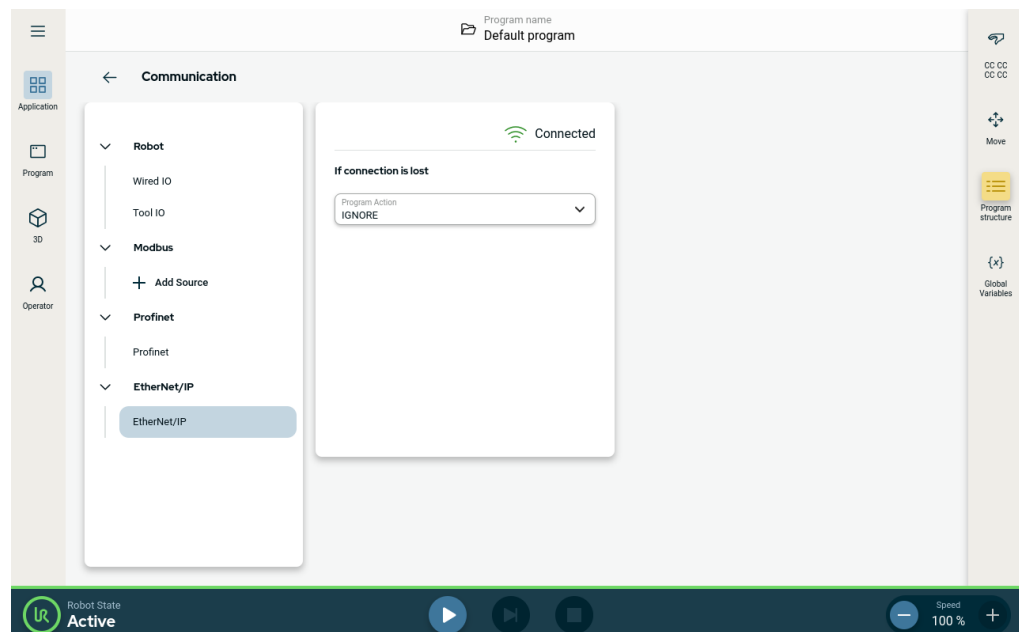 Program name
Default program
Application
Program
3D
Operator
Communication
Robot
Wired IO
Tool IO
Modbus
Add Source
Profinet
Profinet
EtherNet/IP
EtherNet/IP
Connected
If connection is lost
Program Action
IGNORE
CC CC
CC CC
Move
Program
structure
{x}
Global
Variables
UR
Robot State
Active
Speed
100 %